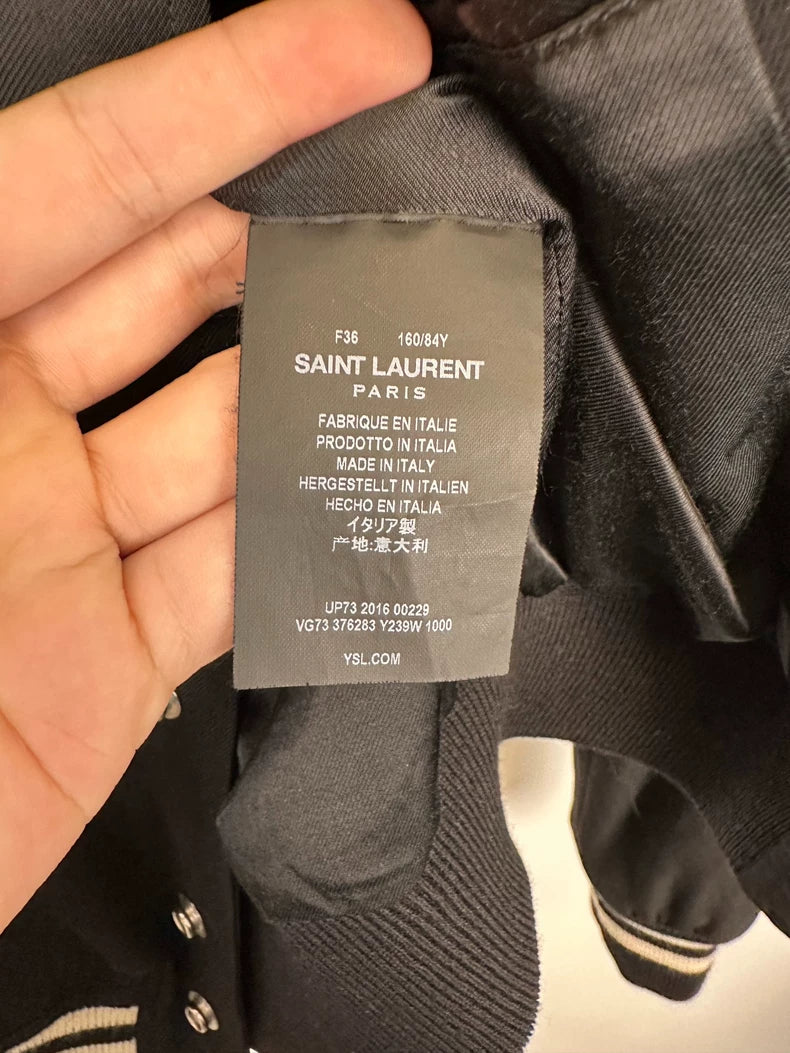 F36 160/84Y
SAINT LAURENT
PARIS
FABRIQUE EN ITALIE
PRODOTTO IN ITALIA
MADE IN ITALY
HERGESTELLT IN ITALIEN
HECHO EN ITALIA
イタリア製
产地:意大利
UP73 2016 00229
VG73 376283 Y239W 1000
YSL.COM